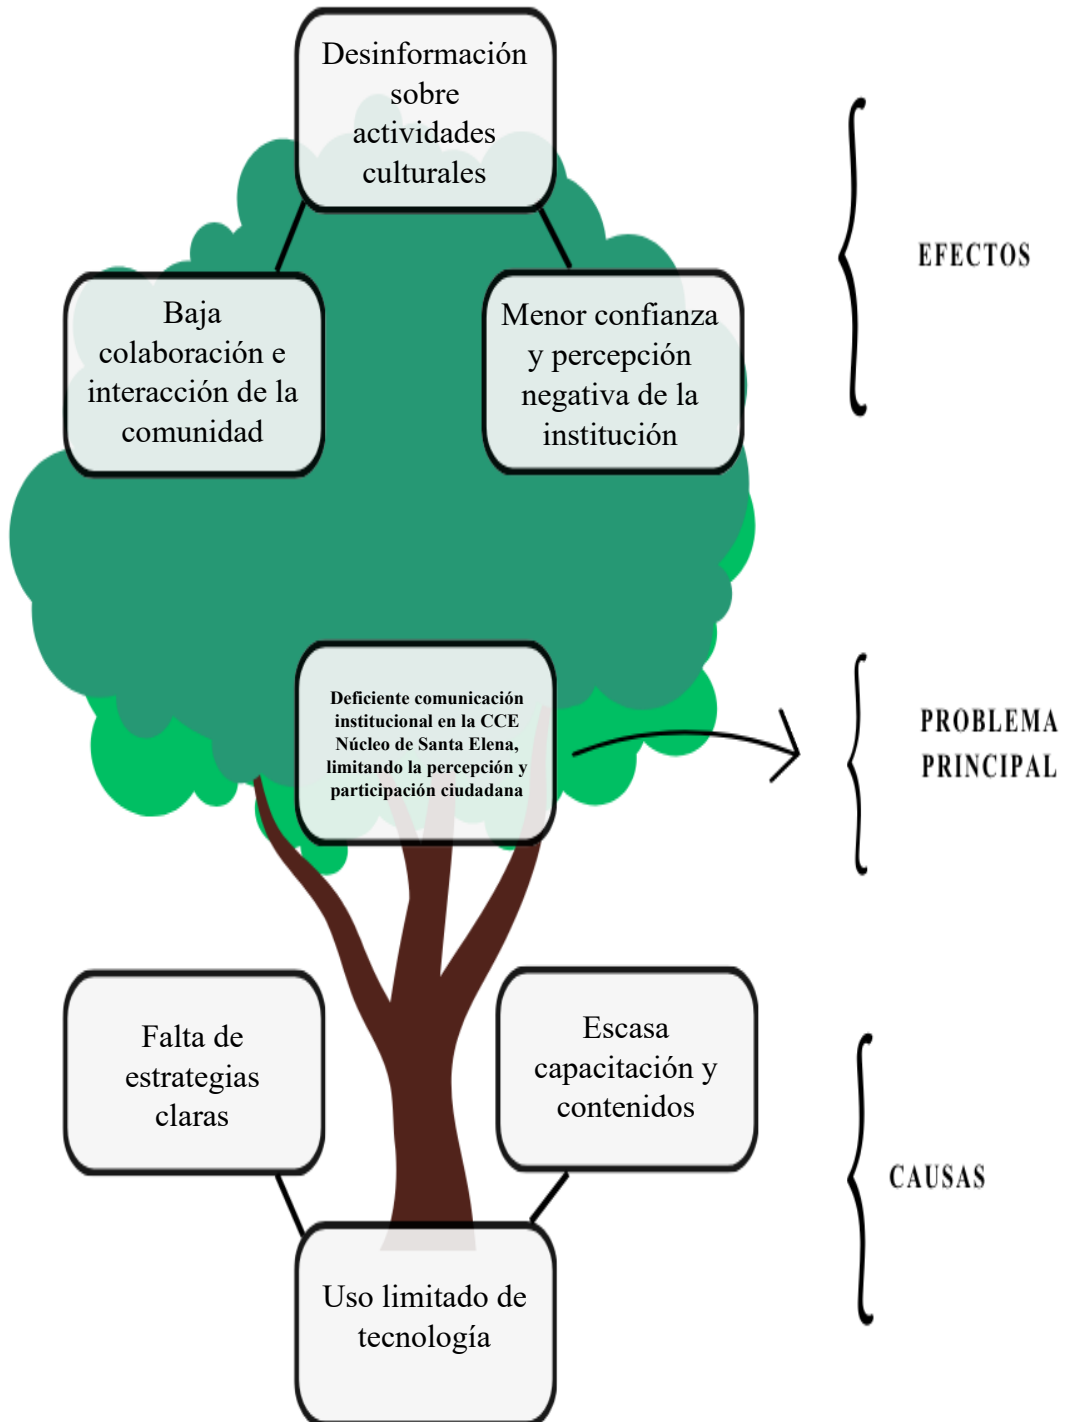 Desinformación
sobre
actividades
culturales
Baja
colaboración e
interacción de la
comunidad
Menor confianza
y percepción
negativa de la
institución
EFECTOS
Deficiente comunicación
institucional en la CCE
Núcleo de Santa Elena,
limitando la percepción y
participación ciudadana
PROBLEMA
PRINCIPAL
Falta de
estrategias
claras
Escasa
capacitación y
contenidos
CAUSAS
Uso limitado de
tecnología